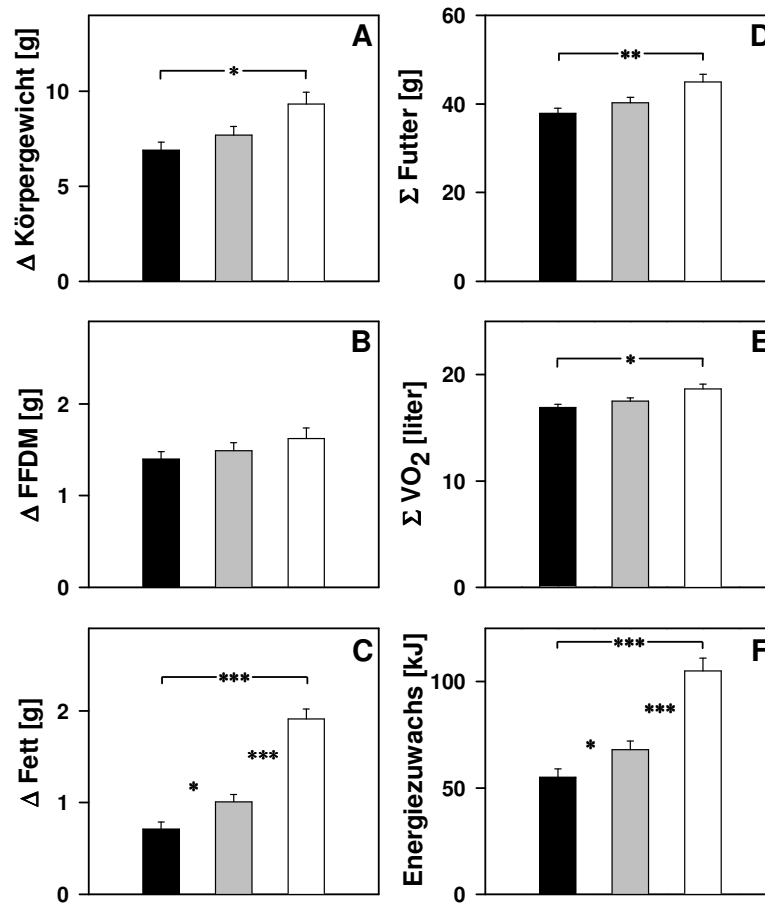 A
Δ Körpergewicht [g]
10
5
0
*
D
Σ Futter [g]
60
40
20
0
**
B
Δ FFDM [g]
2
1
0
E
Σ VO2 [liter]
20
10
0
*
C
Δ Fett [g]
2
1
0
***
*
***
F
Energiezuwachs [kJ]
100
50
0
***
*
***